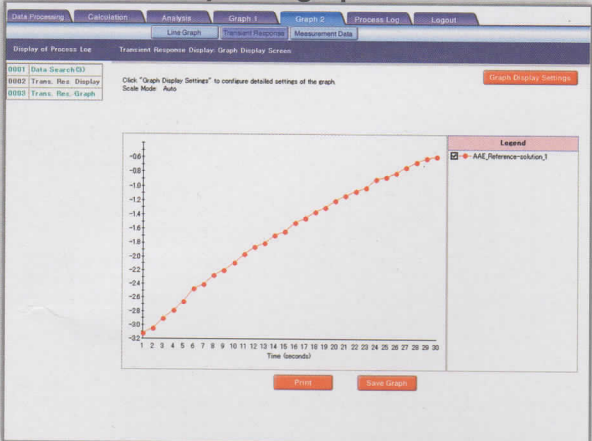 Data Processing Calculation Analysis Graph 1 Graph 2 Process Log Logout
Line Graph Transient Response Measurement Data
Display of Process Log Transient Response Display: Graph Display Screen
0001 Data Search(3)
0002 Trans. Res. Display
0003 Trans. Res. Graph
Click "Graph Display Settings" to configure detailed settings of the graph.
Scale Mode: Auto
Graph Display Settings
Legend
AAE_Reference-solution_1
-0.6
-0.8
-1.0
-1.2
-1.4
-1.6
-1.8
-2.0
-2.2
-2.4
-2.6
-2.8
-3.0
-3.2
1 2 3 4 5 6 7 8 9 10 11 12 13 14 15 16 17 18 19 20 21 22 23 24 25 26 27 28 29 30
Time (seconds)
Print Save Graph